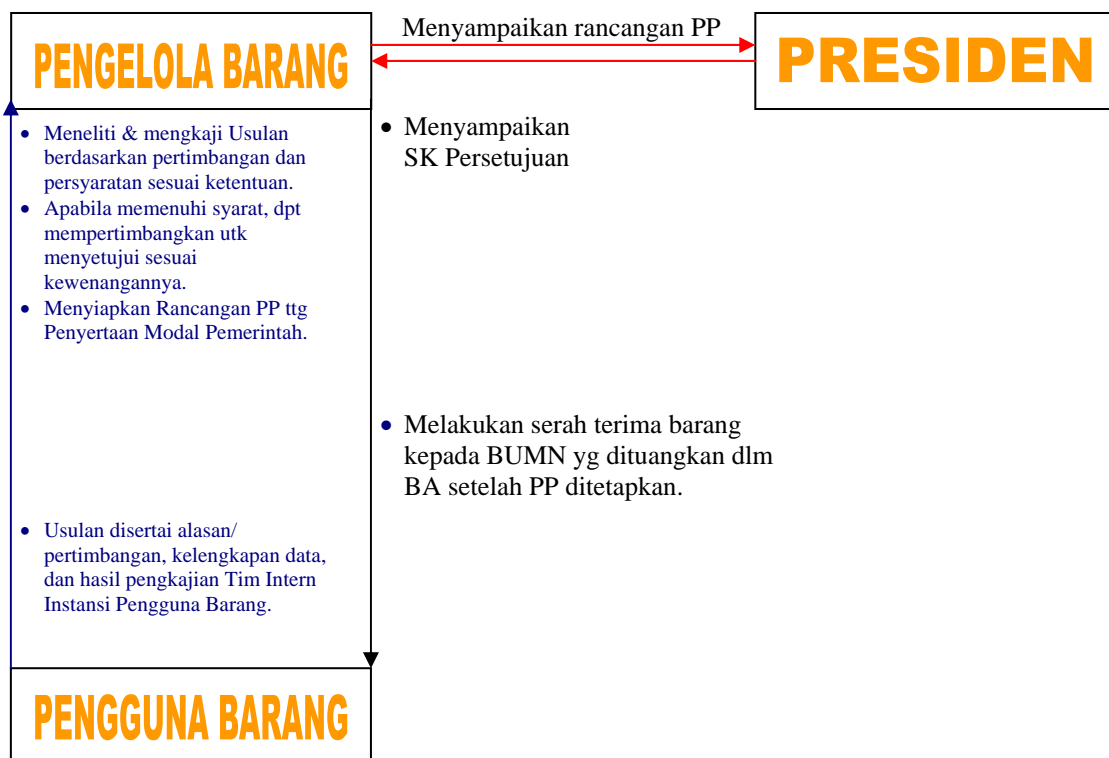 PENGELOLA BARANG
Menyampaikan rancangan PP
PRESIDEN
• Meneliti & mengkaji Usulan
berdasarkan pertimbangan dan
persyaratan sesuai ketentuan.
• Apabila memenuhi syarat, dpt
mempertimbangkan utk
menyetujui sesuai
kewenangannya.
• Menyiapkan Rancangan PP ttg
Penyertaan Modal Pemerintah.
• Menyampaikan
SK Persetujuan
• Melakukan serah terima barang
kepada BUMN yg dituangkan dlm
BA setelah PP ditetapkan.
• Usulan disertai alasan/
pertimbangan, kelengkapan data,
dan hasil pengkajian Tim Intern
Instansi Pengguna Barang.
PENGGUNA BARANG